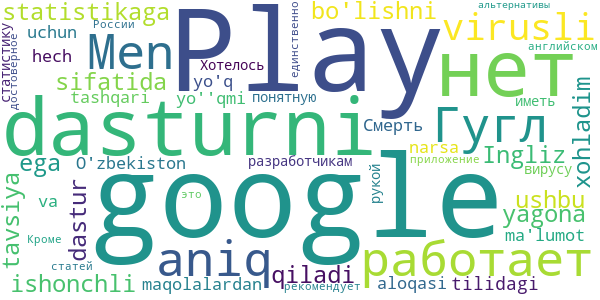 statistikaga
России
Play
единственно
bo'lishni
альтернативы
uchun
Men
virusli
английском
статистику
достоверное
hech
sifatida
yo'q
Хотелось
нет
tashqari
yo''qmi
понятную
иметь
xohladim
dasturni
Смерть
Гугл
narsa
ega
O'zbekiston
google
разработчикам
приложение
Ingliz
вирусу
tavsiya
dastur
рукой
ushbu
va
это
yagona
Кроме
aniq
работает
ma'lumot
статей
ishonchli
maqolalardan
qiladi
рекомендует
aloqasi
tilidagi